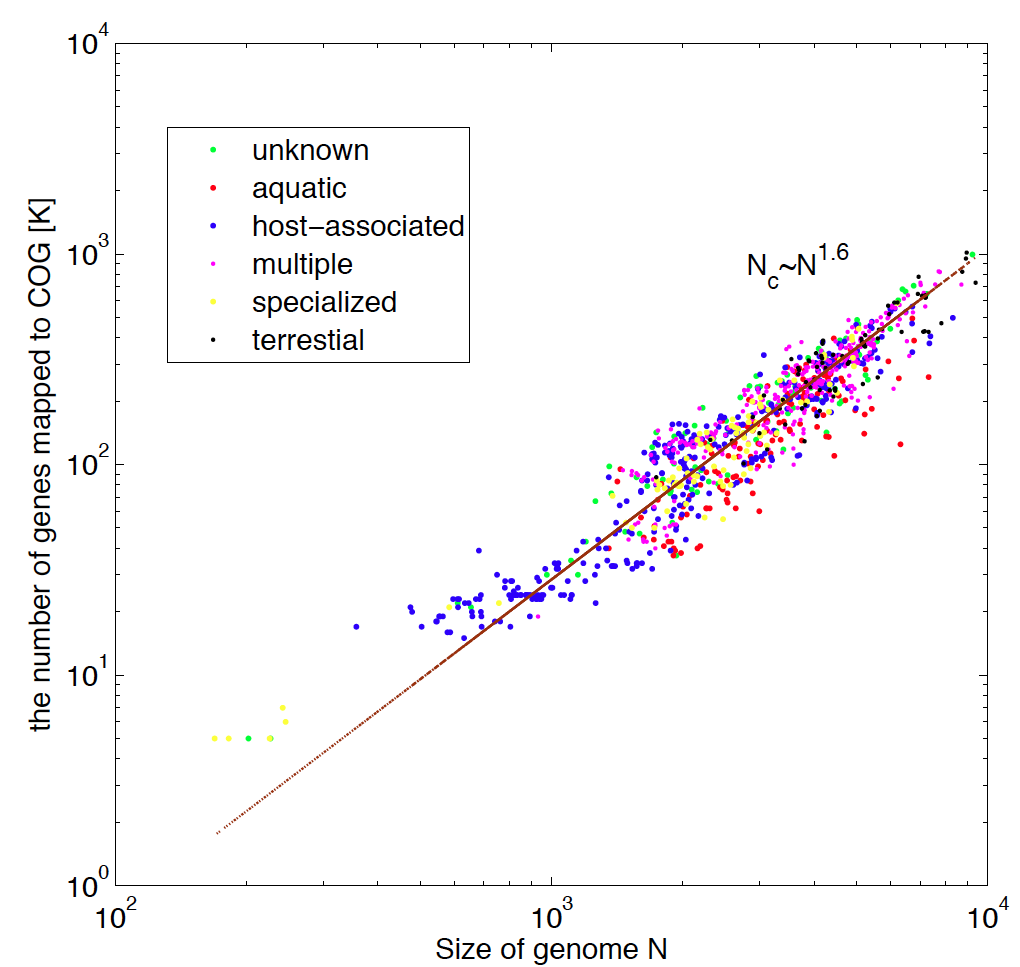 10^4
unknown
aquatic
host-associated
multiple
specialized
terrestial
N_c~N^1.6
the number of genes mapped to COG [K]
10^3
10^2
10^1
10^0
10^2
10^3
10^4
Size of genome N